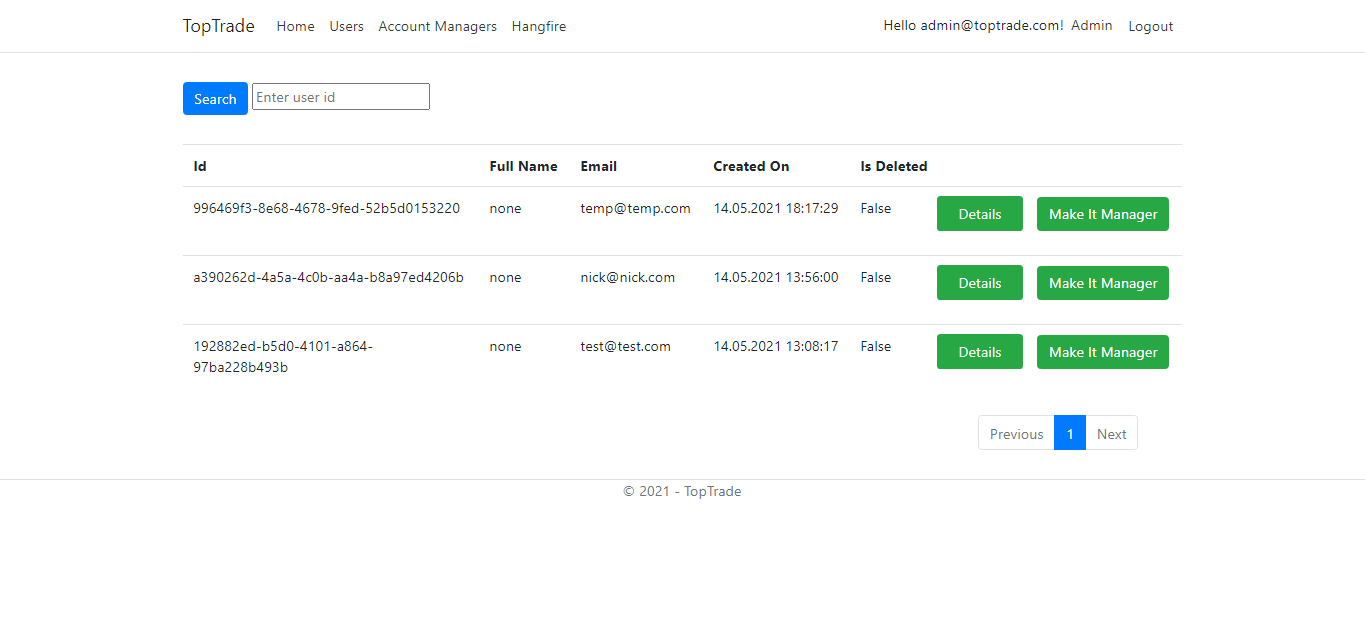 TopTrade Home Users Account Managers Hangfire Hello admin@toptrade.com! Admin Logout
Search Enter user id
Id Full Name Email Created On Is Deleted
996469f3-8e68-4678-9fed-52b5d0153220 none temp@temp.com 14.05.2021 18:17:29 False Details Make It Manager
a390262d-4a5a-4c0b-aa4a-b8a97ed4206b none nick@nick.com 14.05.2021 13:56:00 False Details Make It Manager
192882ed-b5d0-4101-a864- none test@test.com 14.05.2021 13:08:17 False Details Make It Manager
97ba228b493b
Previous 1 Next
© 2021 - TopTrade